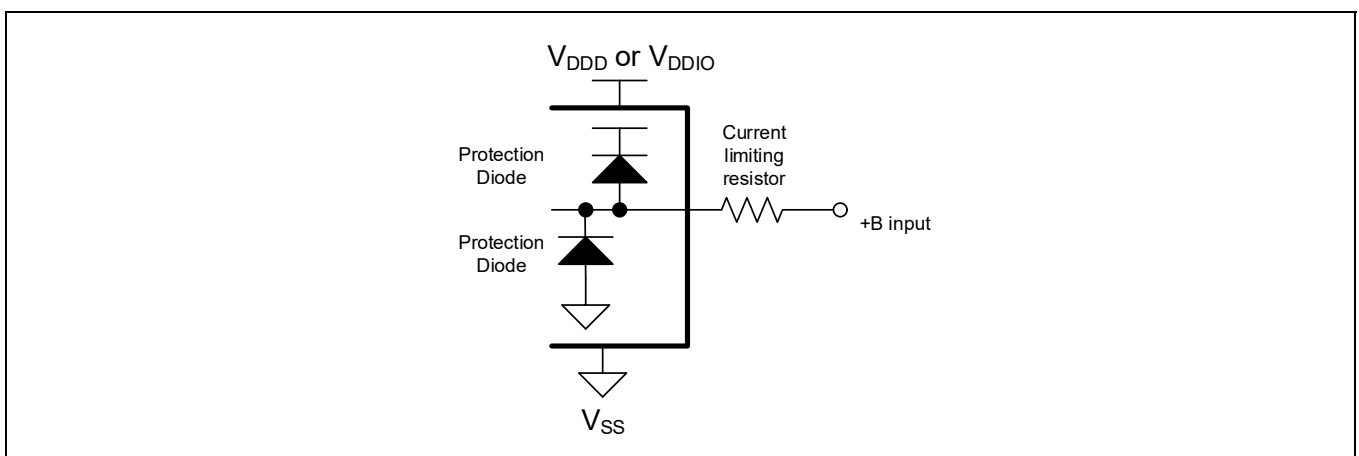 V_DDD or V_DDIO
Protection
Diode
Current
limiting
resistor
+B input
Protection
Diode
V_SS